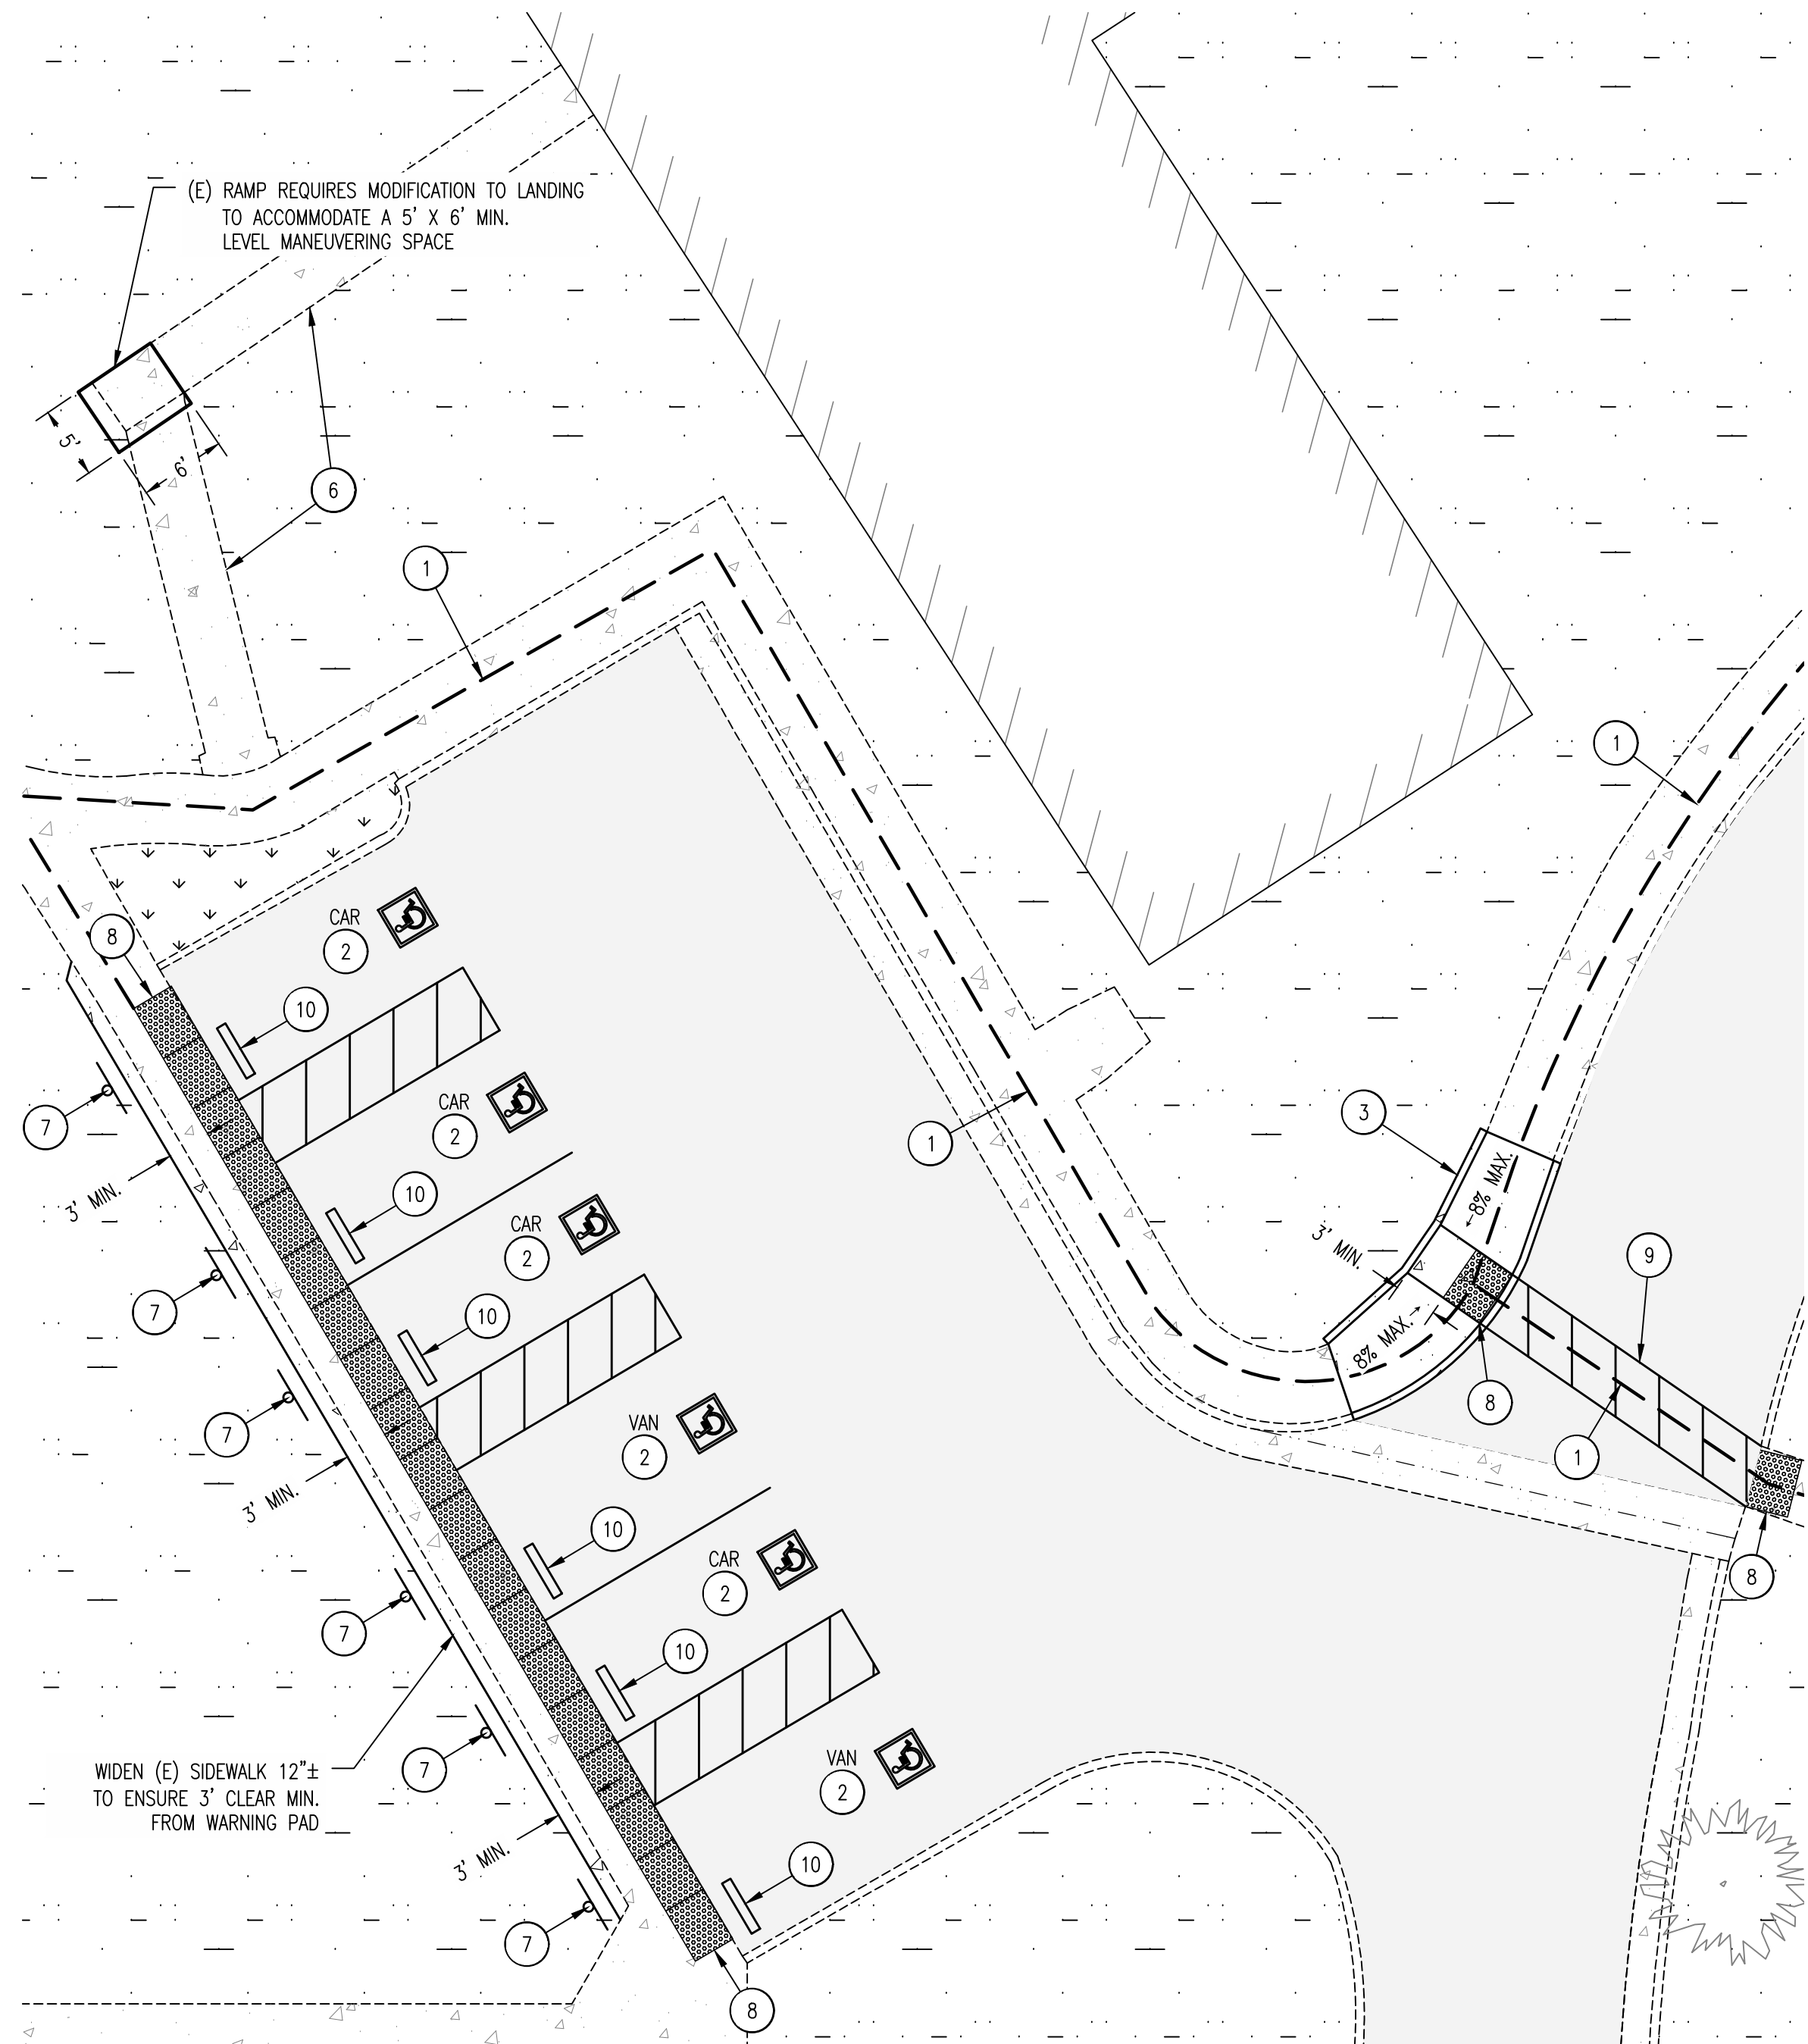 (E) RAMP REQUIRES MODIFICATION TO LANDING
TO ACCOMMODATE A 5' X 6' MIN.
LEVEL MANEUVERING SPACE
5'
6'
6
1
1
8
CAR
2
10
7
CAR
2
3' MIN.
10
1
3
8% MAX.
3' MIN.
9
7
CAR
2
10
8% MAX.
8
1
7
VAN
2
3' MIN.
10
8
7
CAR
2
10
7
WIDEN (E) SIDEWALK 12"±
TO ENSURE 3' CLEAR MIN.
FROM WARNING PAD
VAN
2
3' MIN.
10
7
8